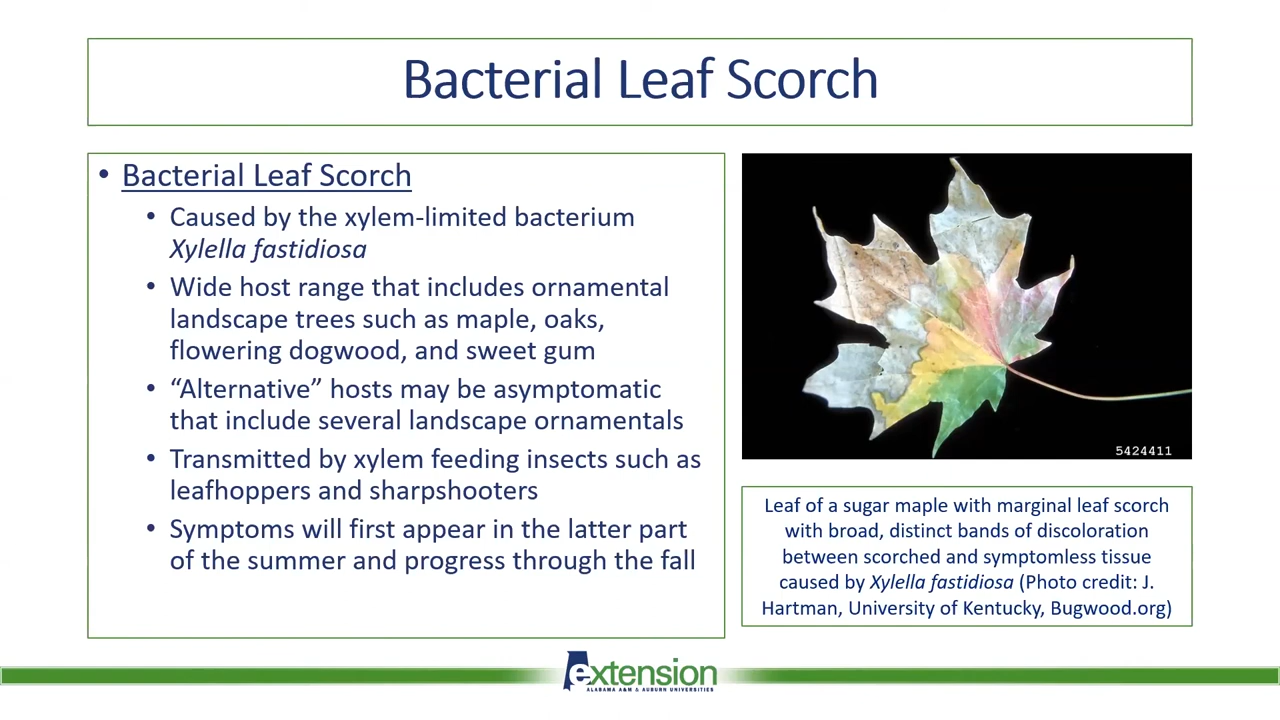 Bacterial Leaf Scorch
• Bacterial Leaf Scorch
• Caused by the xylem-limited bacterium
Xylella fastidiosa
• Wide host range that includes ornamental
landscape trees such as maple, oaks,
flowering dogwood, and sweet gum
• “Alternative” hosts may be asymptomatic
that include several landscape ornamentals
• Transmitted by xylem feeding insects such as
leafhoppers and sharpshooters
• Symptoms will first appear in the latter part
of the summer and progress through the fall
5424411
Leaf of a sugar maple with marginal leaf scorch
with broad, distinct bands of discoloration
between scorched and symptomless tissue
caused by Xylella fastidiosa (Photo credit: J.
Hartman, University of Kentucky, Bugwood.org)
extension
ALABAMA A&M & AUBURN UNIVERSITIES